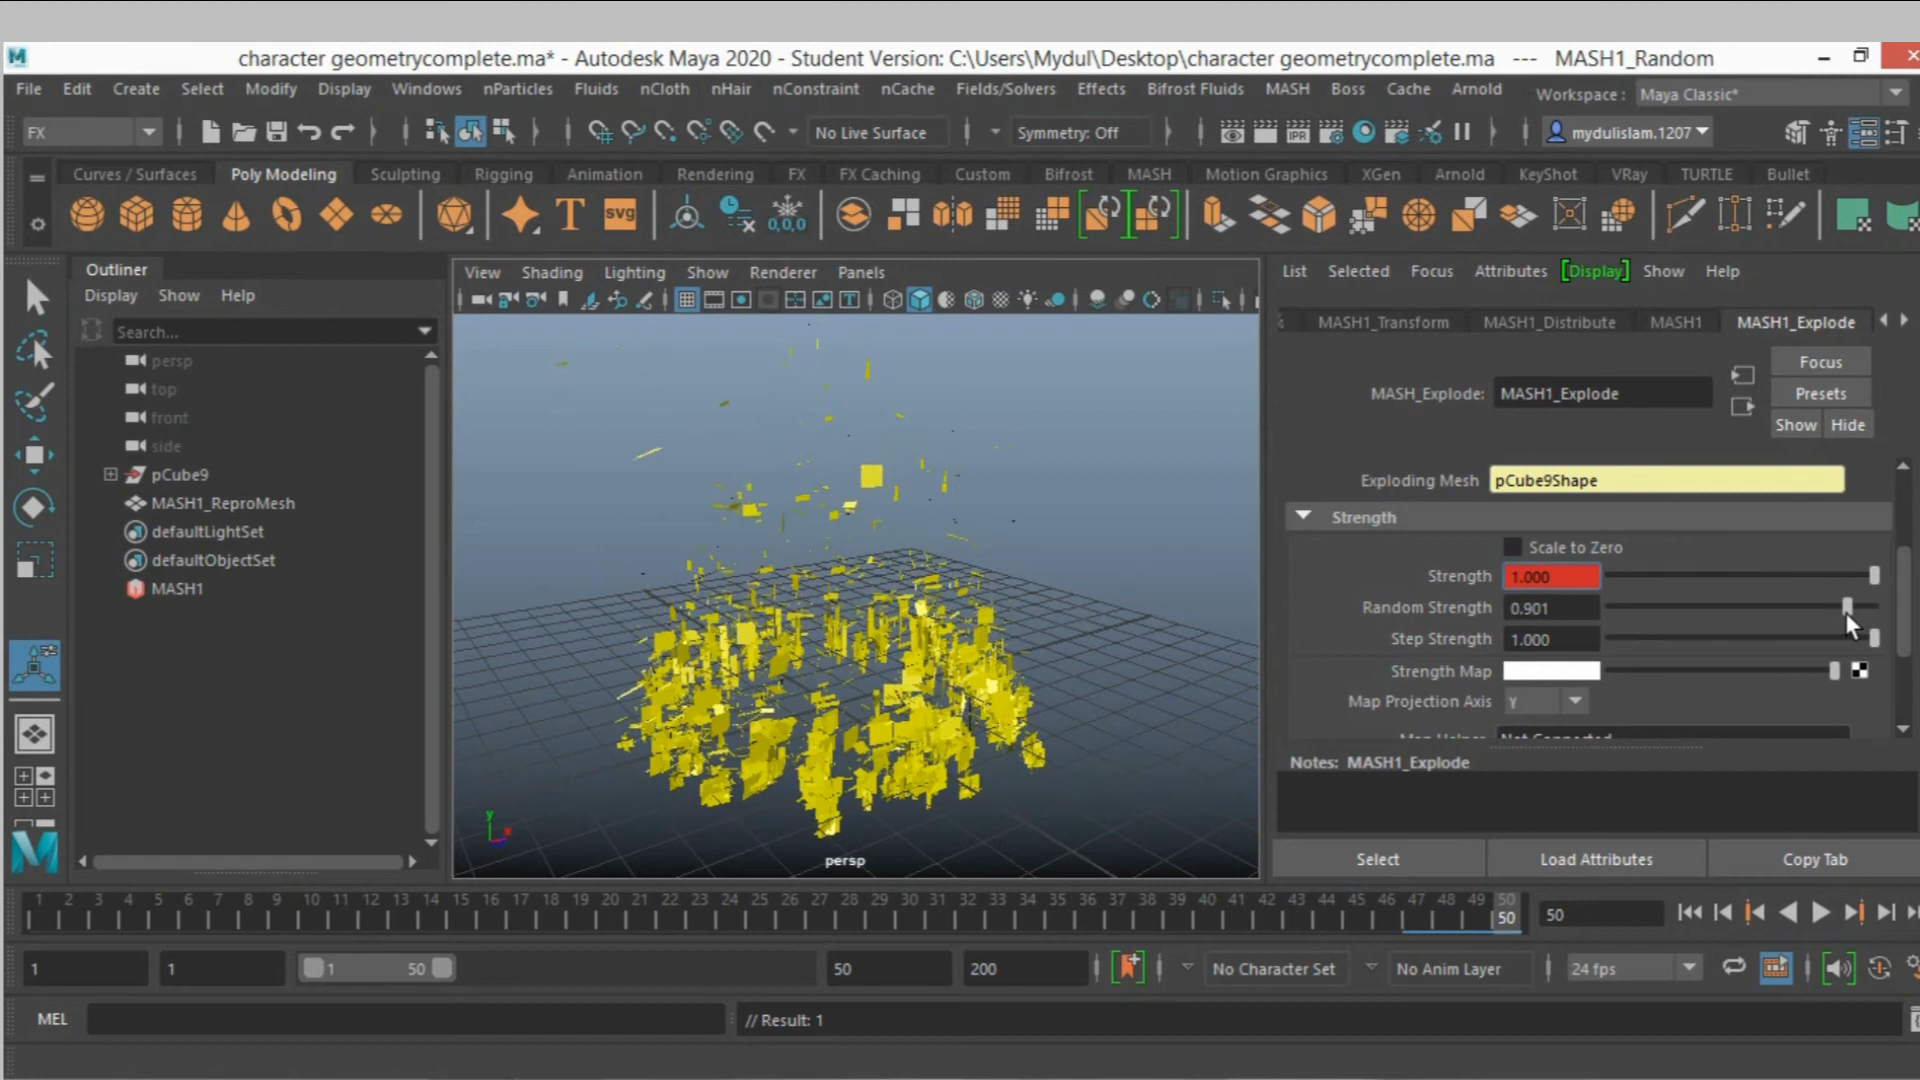 character geometrycomplete.ma* - Autodesk Maya 2020 - Student Version: C:\Users\Mydul\Desktop\character geometrycomplete.ma --- MASH1_Random
File Edit Create Select Modify Display Windows nParticles Fluids nCloth nHair nConstraint nCache Fields/Solvers Effects Bifrost Fluids MASH Boss Cache Arnold Workspace : Maya Classic*
FX No Live Surface Symmetry: Off IPR mydulislam.1207
Curves / Surfaces Poly Modeling Sculpting Rigging Animation Rendering FX FX Caching Custom Bifrost MASH Motion Graphics XGen Arnold KeyShot VRay TURTLE Bullet
T SVG 0,0,0
Outliner
Display Show Help
Search...
persp
top
front
side
pCube9
MASH1_ReproMesh
defaultLightSet
defaultObjectSet
MASH1
View Shading Lighting Show Renderer Panels
y x
persp
List Selected Focus Attributes Display Show Help
MASH1_Transform MASH1_Distribute MASH1 MASH1_Explode
Focus
MASH_Explode: MASH1_Explode Presets
Show Hide
Exploding Mesh pCube9Shape
Strength
Scale to Zero
Strength 1.000
Random Strength 0.901
Step Strength 1.000
Strength Map
Map Projection Axis Y
Notes: MASH1_Explode
Select Load Attributes Copy Tab
1 2 3 4 5 6 7 8 9 10 11 12 13 14 15 16 17 18 19 20 21 22 23 24 25 26 27 28 29 30 31 32 33 34 35 36 37 38 39 40 41 42 43 44 45 46 47 48 49 50
50 50
1 1 1 50 50 200 No Character Set No Anim Layer 24 fps
MEL // Result: 1